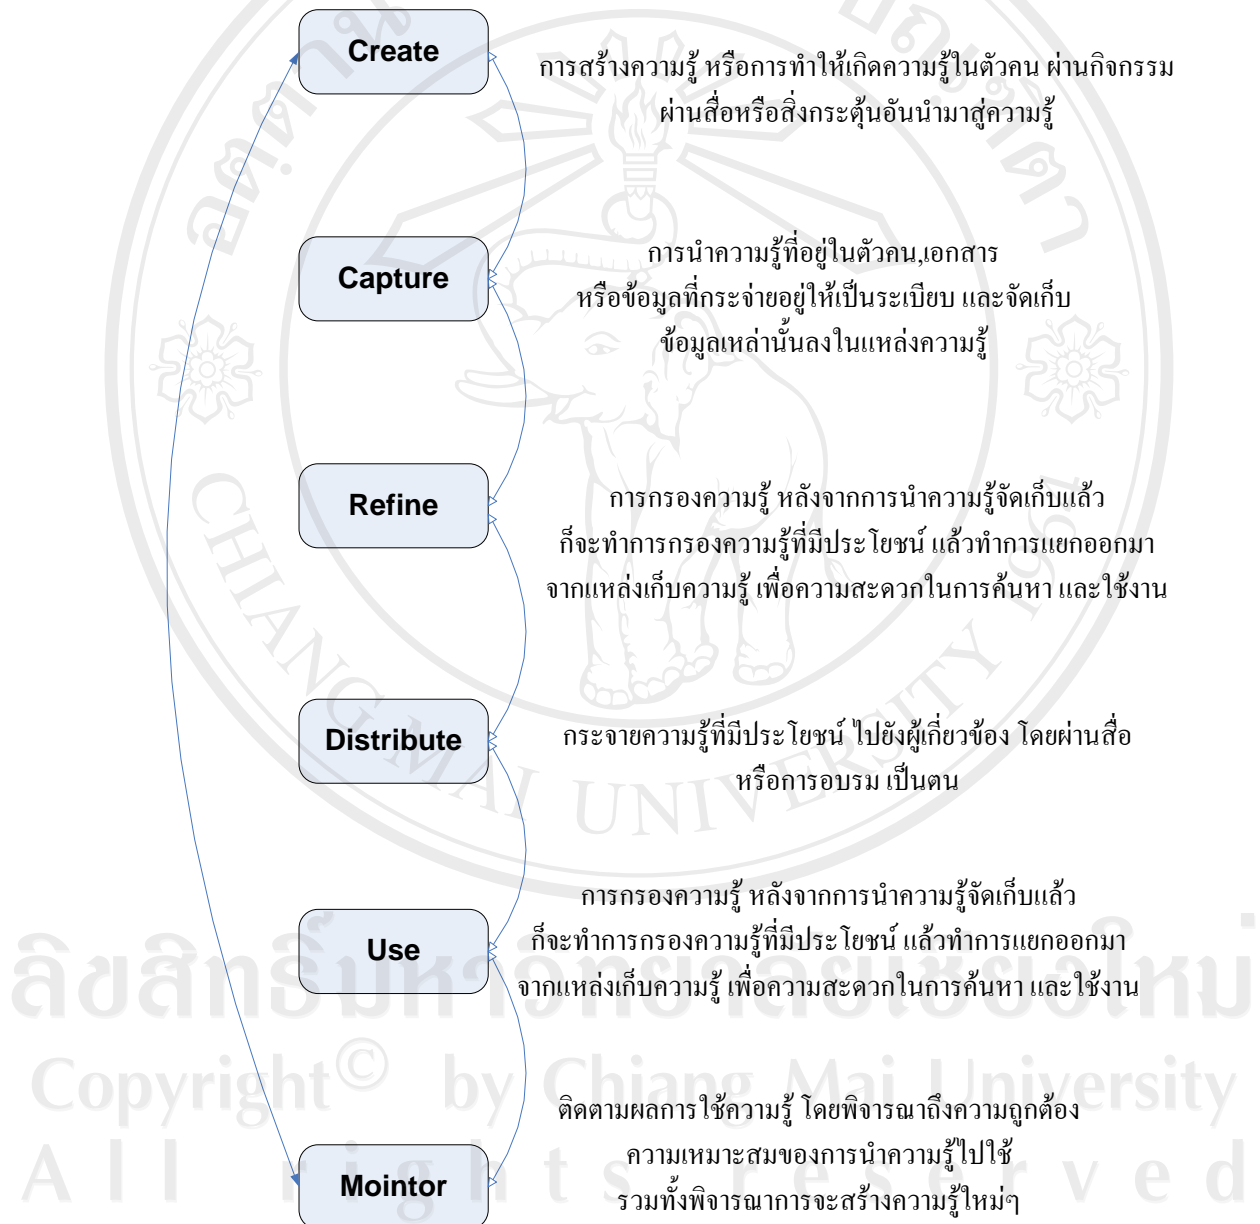 Create
การสร้างความรู้ หรือการทำให้เกิดความรู้ในตัวคน ผ่านกิจกรรม
ผ่านสื่อหรือสิ่งกระตุ้นอันนำมาสู่ความรู้
Capture
การนำความรู้ที่อยู่ในตัวคน,เอกสาร
หรือข้อมูลที่กระจ่ายอยู่ให้เป็นระเบียบ และจัดเก็บ
ข้อมูลเหล่านั้นลงในแหล่งความรู้
Refine
การกรองความรู้ หลังจากการนำความรู้จัดเก็บแล้ว
ก็จะทำการกรองความรู้ที่มีประโยชน์ แล้วทำการแยกออกมา
จากแหล่งเก็บความรู้ เพื่อความสะดวกในการค้นหา และใช้งาน
Distribute
กระจายความรู้ที่มีประโยชน์ ไปยังผู้เกี่ยวข้อง โดยผ่านสื่อ
หรือการอบรม เป็นตน
Use
การกรองความรู้ หลังจากการนำความรู้จัดเก็บแล้ว
ก็จะทำการกรองความรู้ที่มีประโยชน์ แล้วทำการแยกออกมา
จากแหล่งเก็บความรู้ เพื่อความสะดวกในการค้นหา และใช้งาน
Mointor
ติดตามผลการใช้ความรู้ โดยพิจารณาถึงความถูกต้อง
ความเหมาะสมของการนำความรู้ไปใช้
รวมทั้งพิจารณาการจะสร้างความรู้ใหม่ๆ
CHIANG MAI UNIVERSITY 1964
ลิขสิทธิ์มหาวิทยาลัยเชียงใหม่
Copyright© by Chiang Mai University
All rights reserved